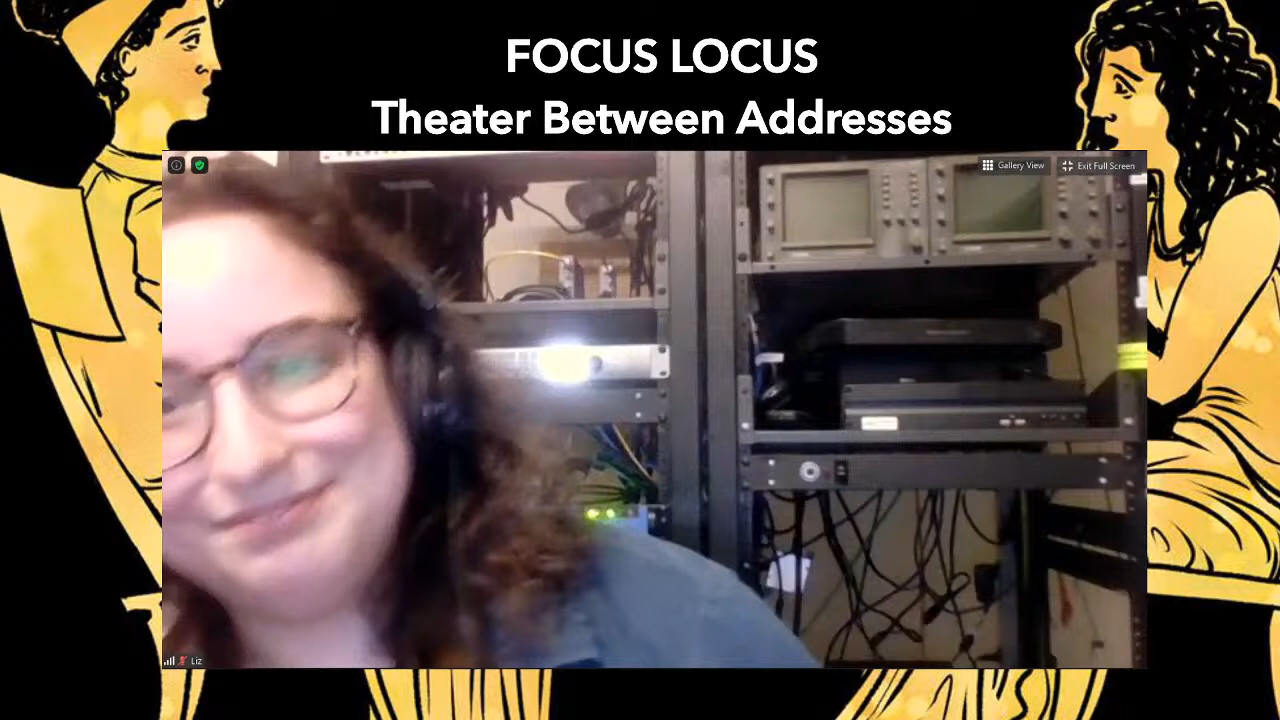 FOCUS LOCUS
Theater Between Addresses
Gallery View
Exit Full Screen
Liz